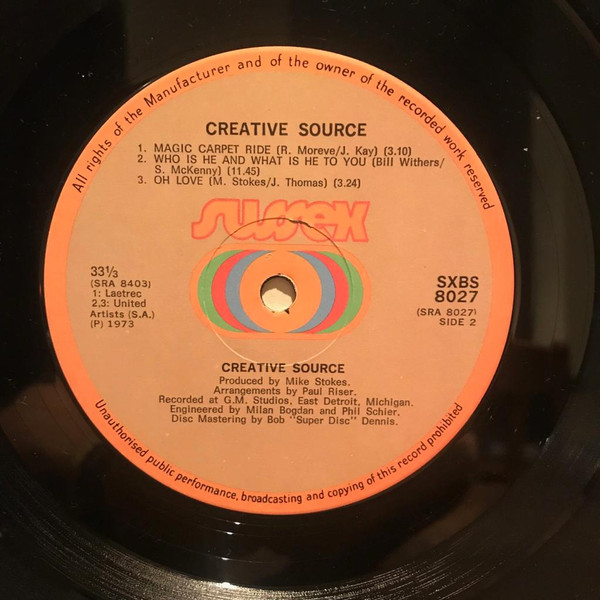 All rights of the Manufacturer and of the owner of the recorded work reserved
CREATIVE SOURCE
1. MAGIC CARPET RIDE (R. Moreve/J. Kay) (3.10)
2. WHO IS HE AND WHAT IS HE TO YOU (Bill Withers/
S. McKenny) (11.45)
3. OH LOVE (M. Stokes/J. Thomas) (3.24)
sussex
33⅓
(SRA 8403)
1: Laetrec
2,3: United
Artists (S.A.)
(P) 1973
SXBS
8027
(SRA 8027)
SIDE 2
CREATIVE SOURCE
Produced by Mike Stokes.
Arrangements by Paul Riser.
Recorded at G.M. Studios, East Detroit, Michigan.
Engineered by Milan Bogdan and Phil Schier.
Disc Mastering by Bob "Super Disc" Dennis.
Unauthorised public performance, broadcasting and copying of this record prohibited